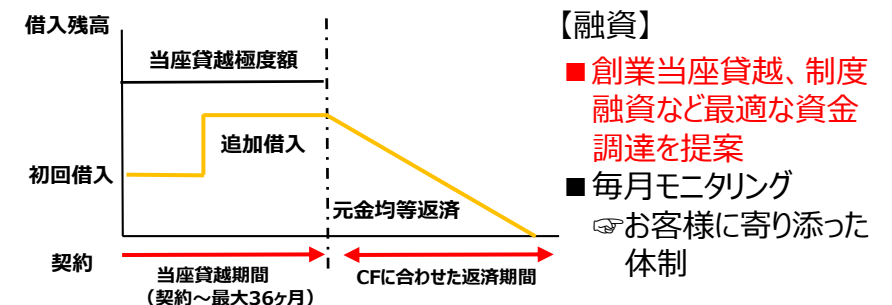 借入残高
当座貸越極度額
追加借入
初回借入
元金均等返済
契約
当座貸越期間
（契約～最大36ヶ月）
CFに合わせた返済期間
【融資】
■創業当座貸越、制度
融資など最適な資金
調達を提案
■毎月モニタリング
☞お客様に寄り添った
体制